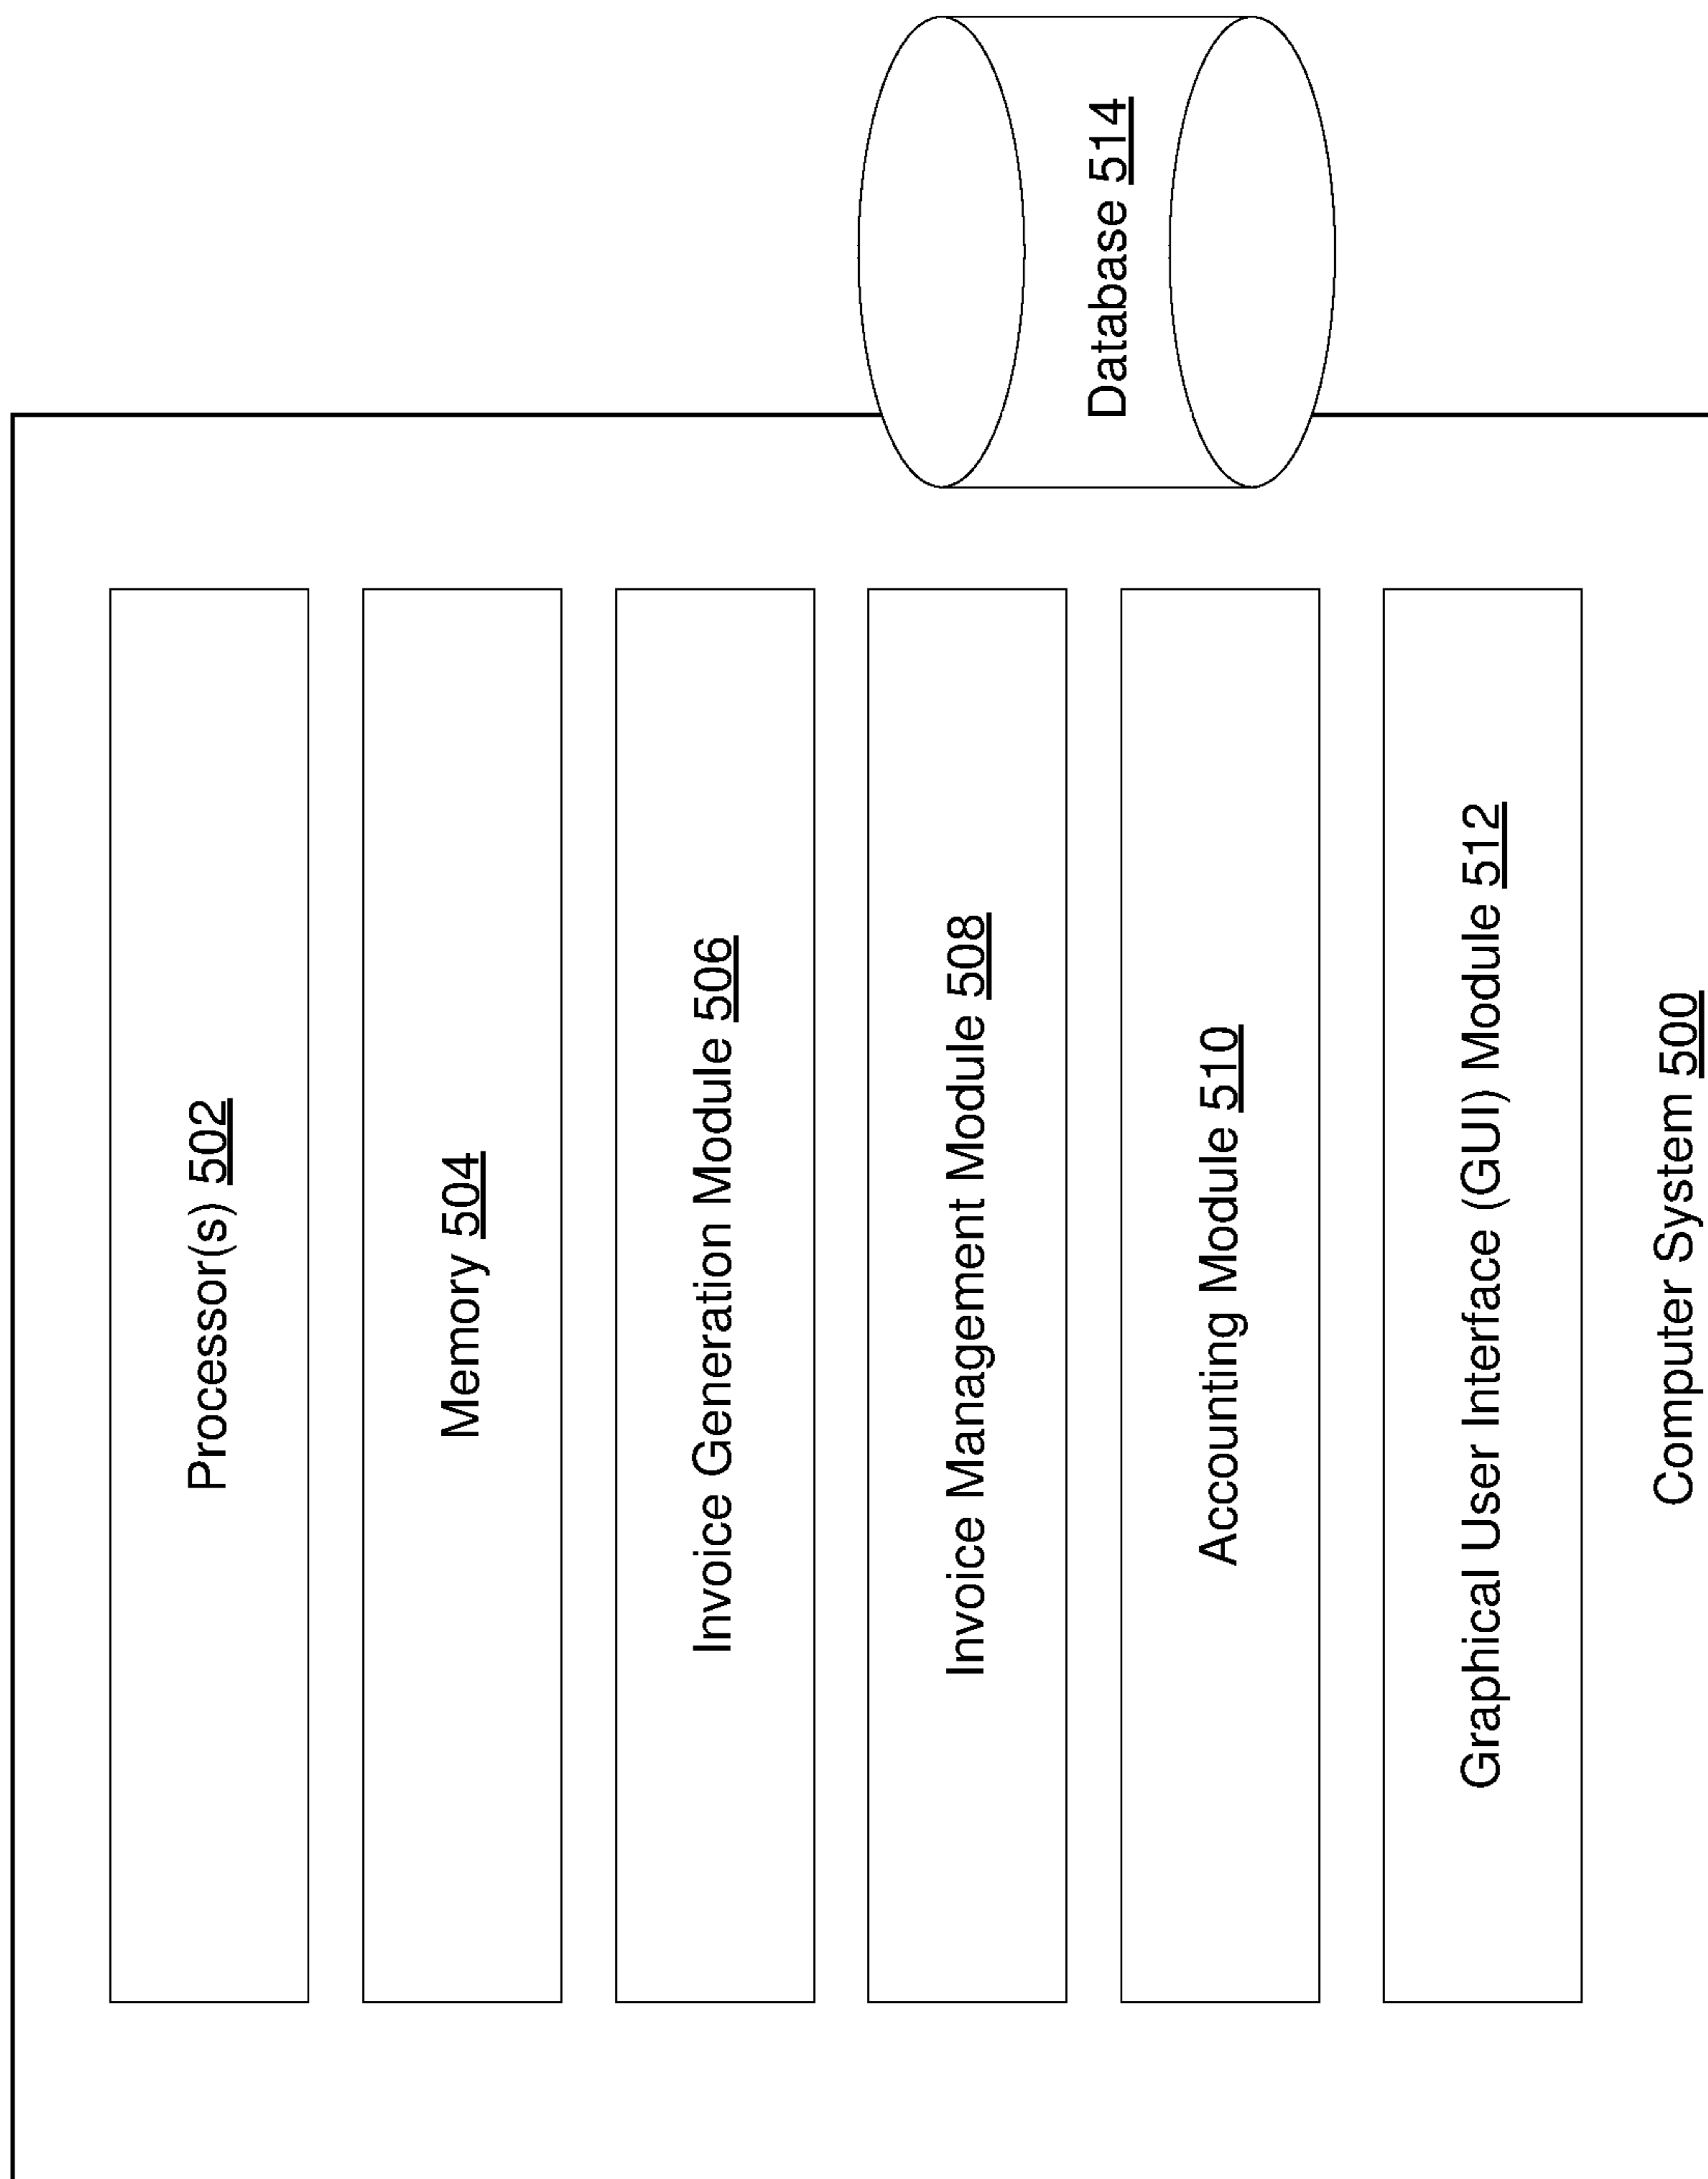 Processor(s) 502
Memory 504
Invoice Generation Module 506
Invoice Management Module 508
Accounting Module 510
Graphical User Interface (GUI) Module 512
Computer System 500
Database 514